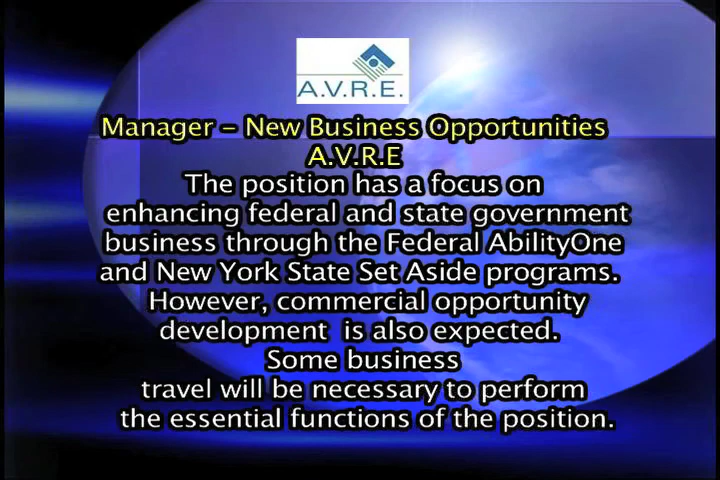 A.V.R.E.
Manager – New Business Opportunities
A.V.R.E
The position has a focus on
enhancing federal and state government
business through the Federal AbilityOne
and New York State Set Aside programs.
However, commercial opportunity
development is also expected.
Some business
travel will be necessary to perform
the essential functions of the position.